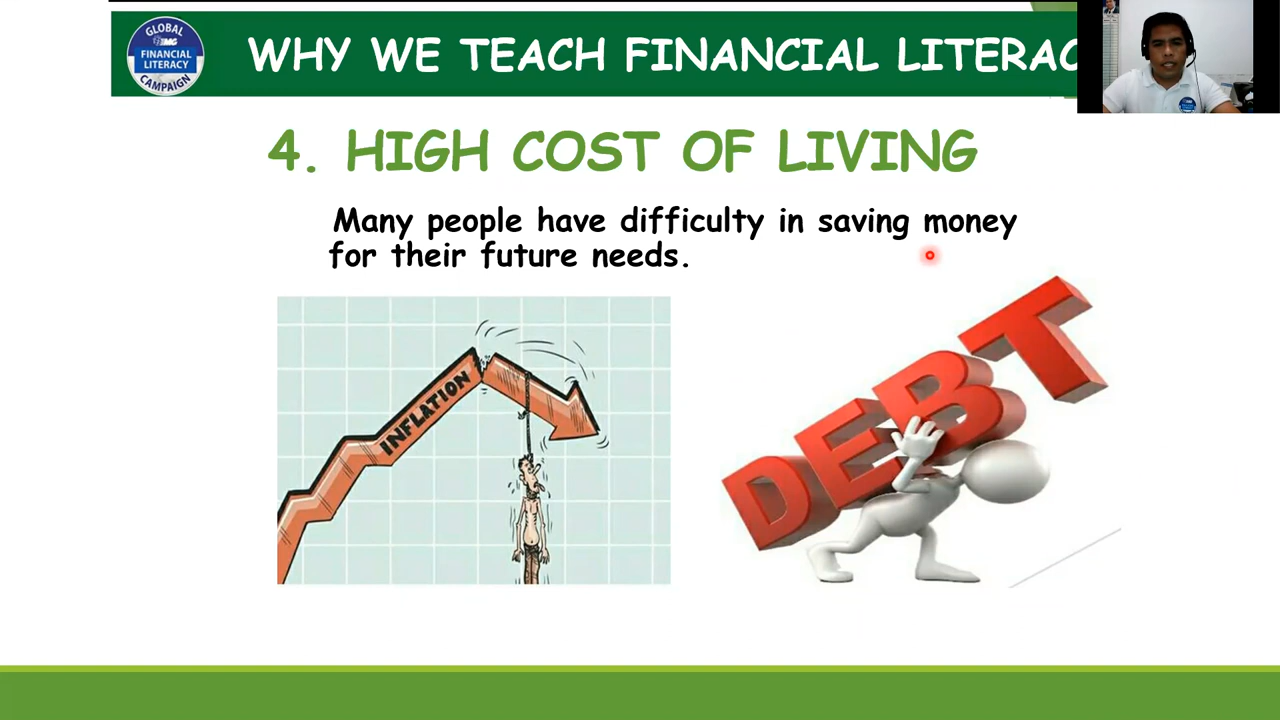 GLOBAL
IMG
FINANCIAL
LITERACY
CAMPAIGN
WHY WE TEACH FINANCIAL LITERAC
4. HIGH COST OF LIVING
Many people have difficulty in saving money
for their future needs.
INFLATION
DEBT